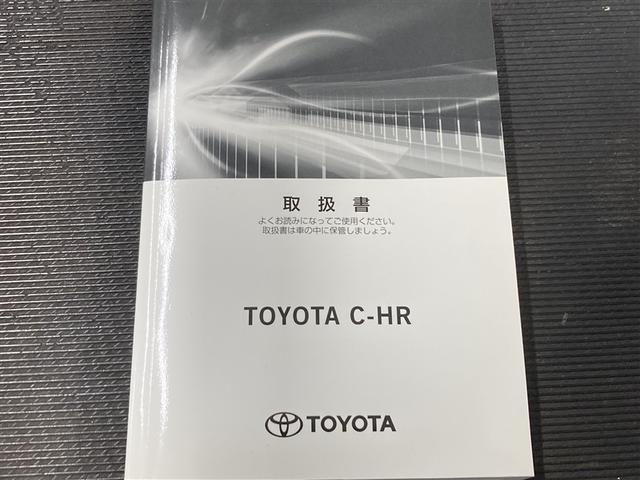 取扱書
よくお読みになってご使用ください。
取扱書は車の中に保管しましょう。
TOYOTA C-HR
TOYOTA